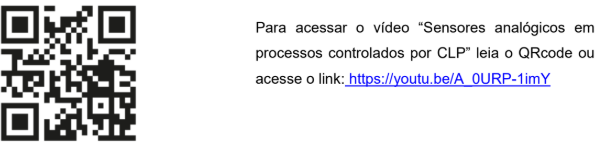 Para acessar o vídeo “Sensores analógicos em
processos controlados por CLP” leia o QRcode ou
acesse o link: https://youtu.be/A_0URP-1imY